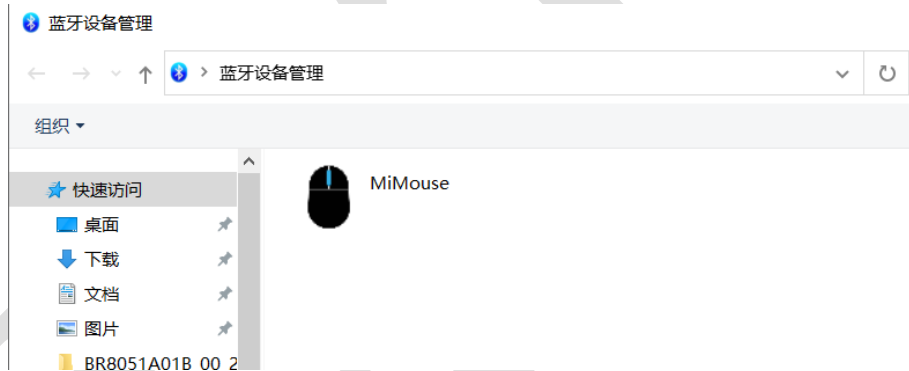 蓝牙设备管理
蓝牙设备管理
组织
快速访问
MiMouse
桌面
下载
文档
图片
BR8051A01B_00_2